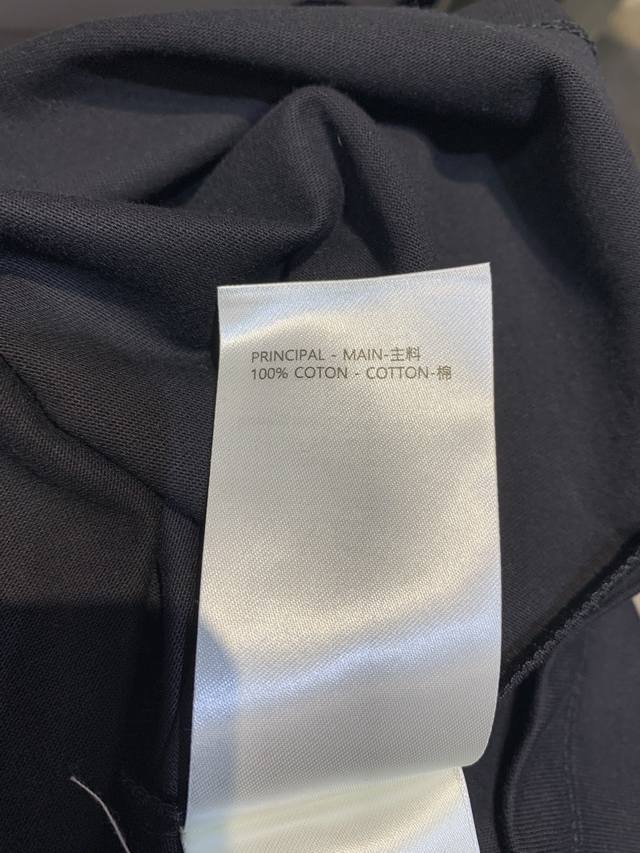 PRINCIPAL - MAIN-主料
100% COTON - COTTON-棉